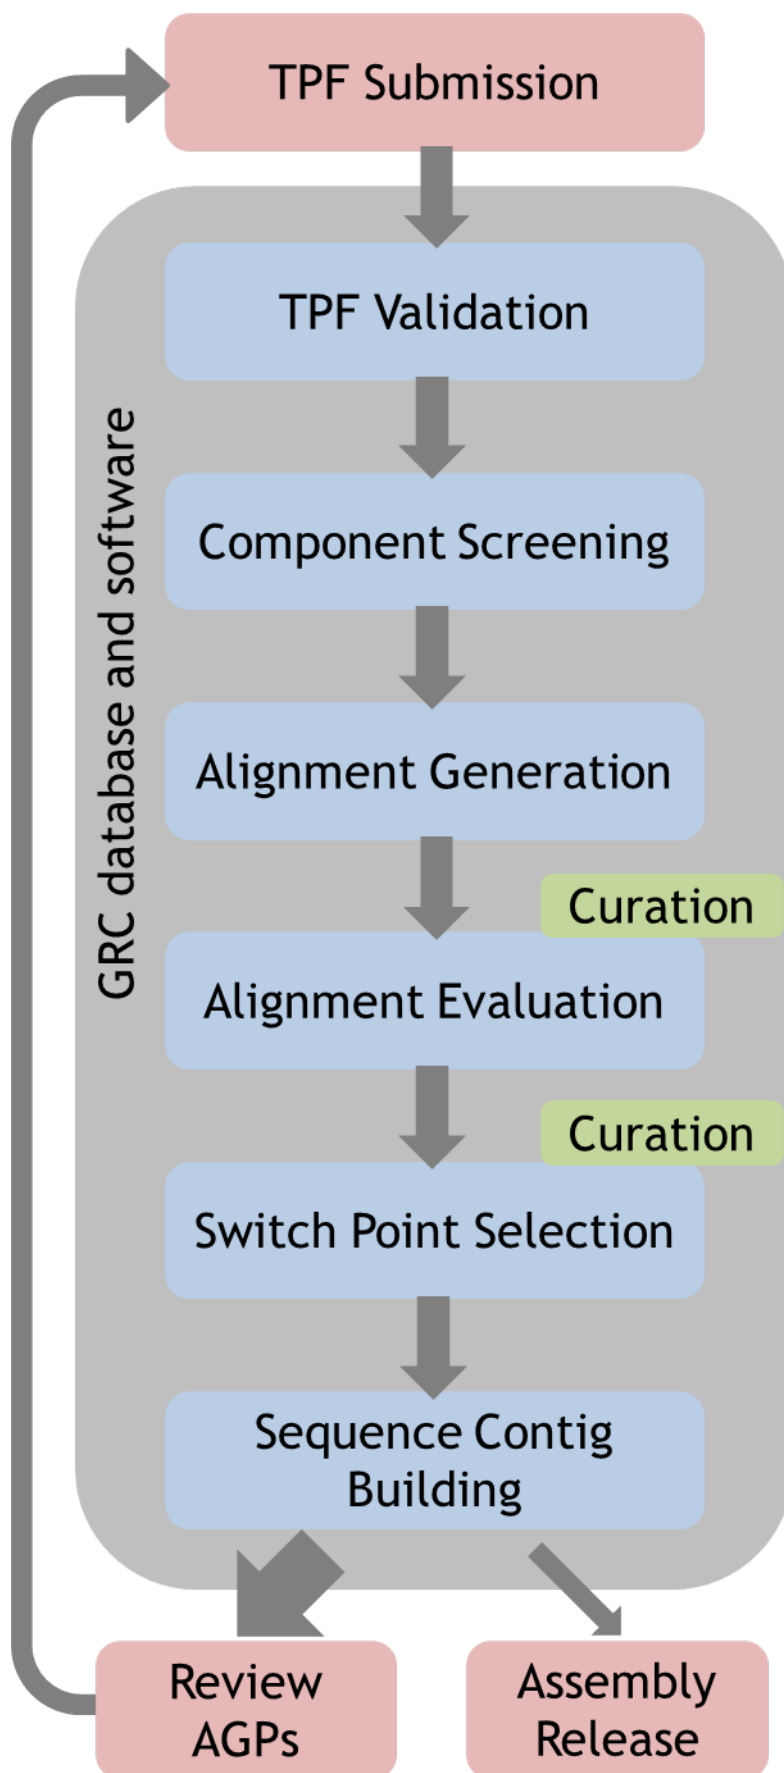 TPF Submission
TPF Validation
GRC database and software
Component Screening
Alignment Generation
Curation
Alignment Evaluation
Curation
Switch Point Selection
Sequence Contig
Building
Review
AGPs
Assembly
Release